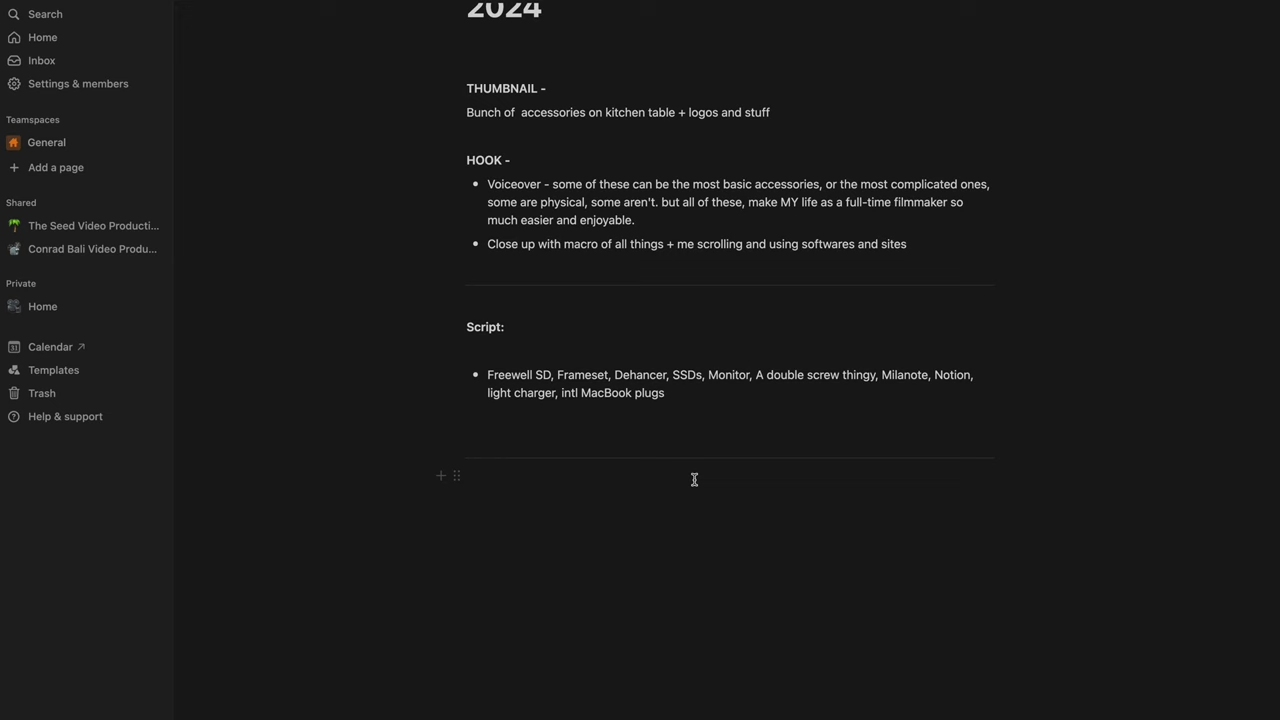 Search
Home
Inbox
Settings & members
Teamspaces
General
Add a page
Shared
The Seed Video Producti...
Conrad Bali Video Produ...
Private
Home
Calendar ↗
Templates
Trash
Help & support
2024
THUMBNAIL -
Bunch of  accessories on kitchen table + logos and stuff
HOOK -
• Voiceover - some of these can be the most basic accessories, or the most complicated ones,
some are physical, some aren't. but all of these, make MY life as a full-time filmmaker so
much easier and enjoyable.
• Close up with macro of all things + me scrolling and using softwares and sites
Script:
• Freewell SD, Frameset, Dehancer, SSDs, Monitor, A double screw thingy, Milanote, Notion,
light charger, intl MacBook plugs